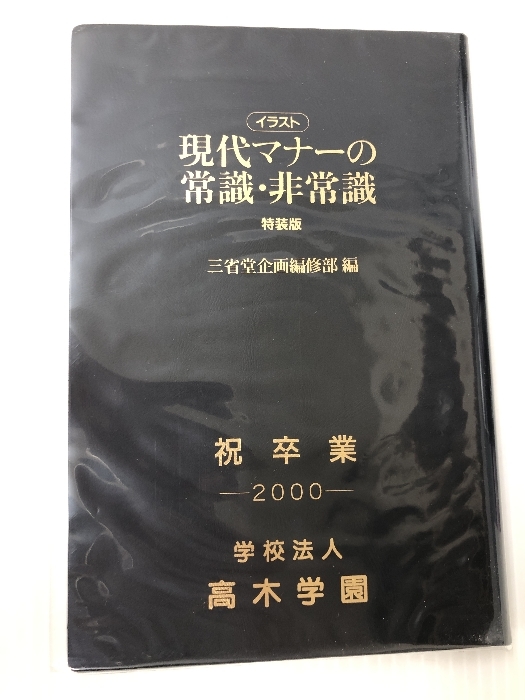 イラスト
現代マナーの
常識・非常識
特装版
三省堂企画編修部 編
祝卒業
—2000—
学校法人
高木学園